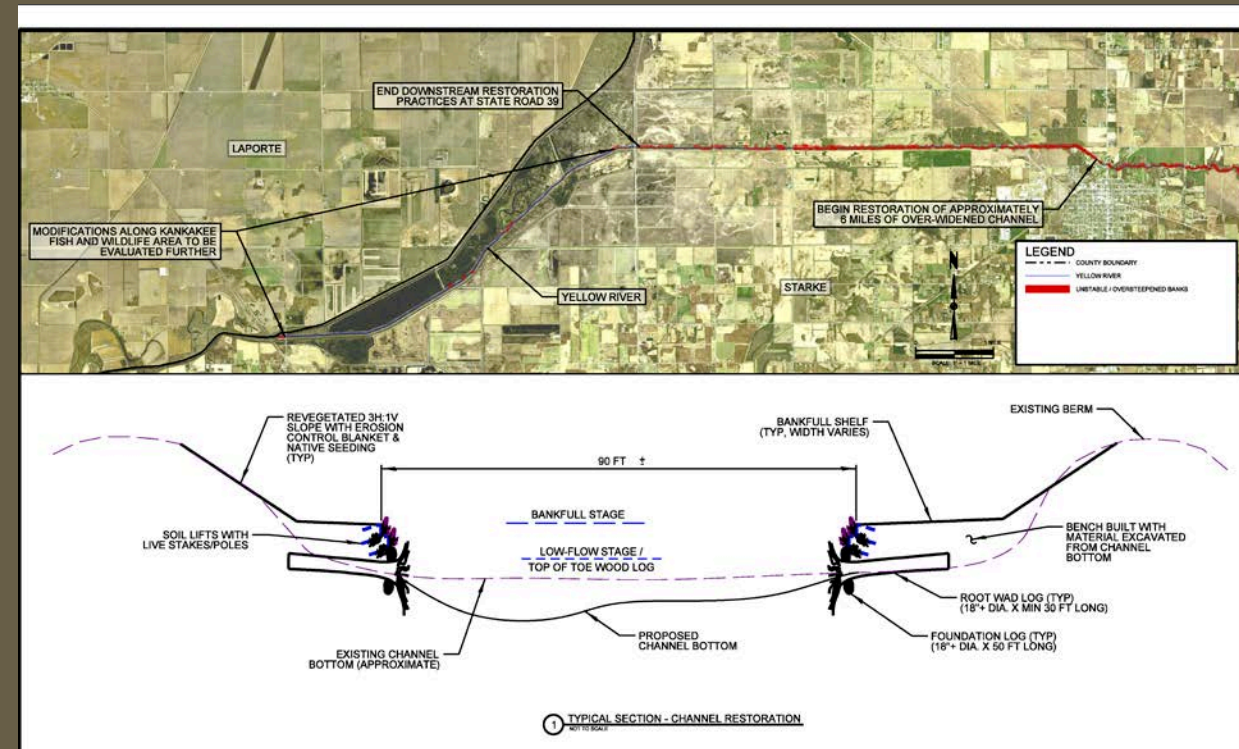 END DOWNSTREAM RESTORATION
PRACTICES AT STATE ROAD 39
LAPORTE
MODIFICATIONS ALONG KANKAKEE
FISH AND WILDLIFE AREA TO BE
EVALUATED FURTHER
BEGIN RESTORATION OF APPROXIMATELY
6 MILES OF OVER-WIDENED CHANNEL
YELLOW RIVER
STARKE
N
LEGEND
COUNTY BOUNDARY
YELLOW RIVER
UNSTABLE / OVERSTEEPENED BANKS
REVEGETATED 3H:1V
SLOPE WITH EROSION
CONTROL BLANKET &
NATIVE SEEDING
(TYP)
BANKFULL SHELF
(TYP, WIDTH VARIES)
EXISTING BERM
90 FT ±
SOIL LIFTS WITH
LIVE STAKES/POLES
BANKFULL STAGE
LOW-FLOW STAGE /
TOP OF TOE WOOD LOG
BENCH BUILT WITH
MATERIAL EXCAVATED
FROM CHANNEL
BOTTOM
EXISTING CHANNEL
BOTTOM (APPROXIMATE)
PROPOSED
CHANNEL BOTTOM
ROOT WAD LOG (TYP)
(18"+ DIA. X MIN 30 FT LONG)
FOUNDATION LOG (TYP)
(18"+ DIA. X 50 FT LONG)
1 TYPICAL SECTION - CHANNEL RESTORATION
NOT TO SCALE